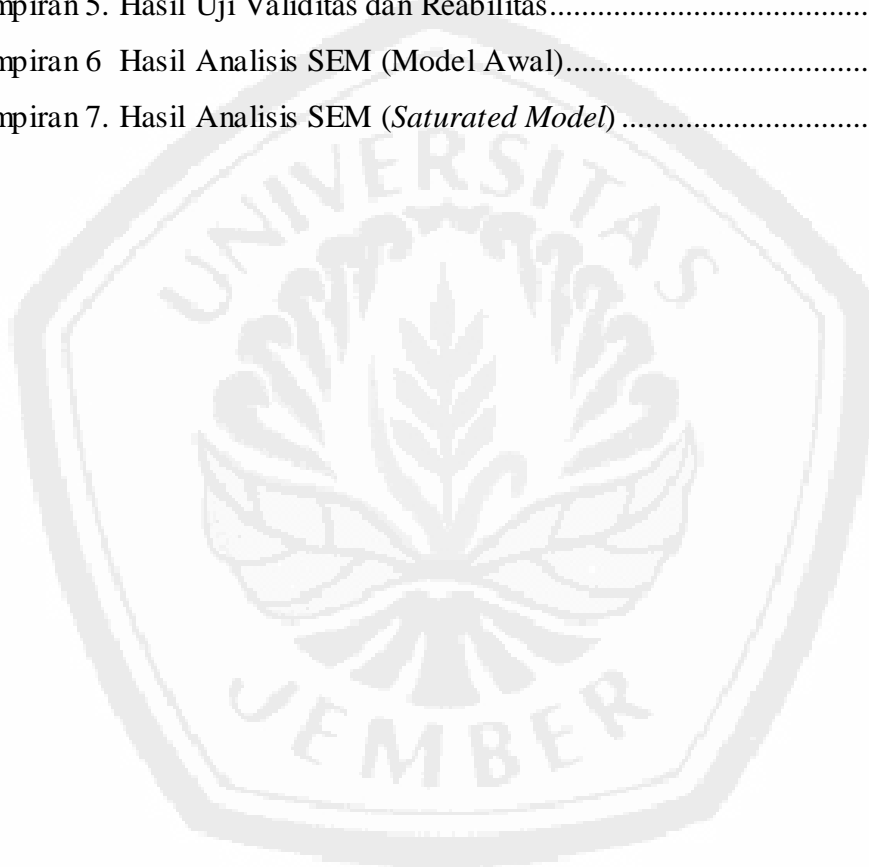 mpiran 5. Hasil Uji Validitas dan Reabilitas........................................
mpiran 6 Hasil Analisis SEM (Model Awal)......................................
mpiran 7. Hasil Analisis SEM (Saturated Model) ...............................
UNIVERSITAS
JEMBER